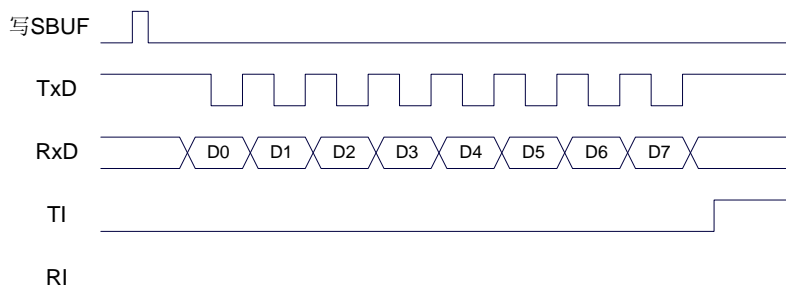 写SBUF
TxD
RxD D0 D1 D2 D3 D4 D5 D6 D7
TI
RI